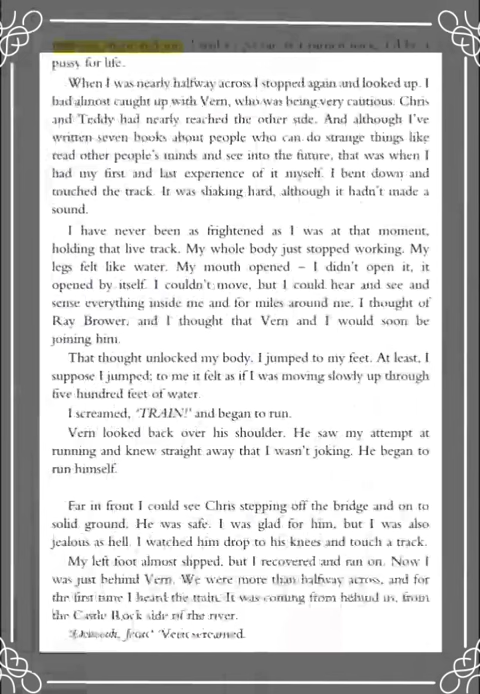 pussy for life.
When I was nearly halfway across I stopped again and looked up. I
had almost caught up with Vern, who was being very cautious. Chris
and Teddy had nearly reached the other side. And although I've
written seven books about people who can do strange things like
read other people's minds and see into the future, that was when I
had my first and last experience of it myself. I bent down and
touched the track. It was shaking hard, although it hadn't made a
sound.
I have never been as frightened as I was at that moment,
holding that live track. My whole body just stopped working. My
legs felt like water. My mouth opened – I didn't open it, it
opened by itself. I couldn't move, but I could hear and see and
sense everything inside me and for miles around me. I thought of
Ray Brower, and I thought that Vern and I would soon be
joining him.
That thought unlocked my body. I jumped to my feet. At least, I
suppose I jumped; to me it felt as if I was moving slowly up through
five hundred feet of water.
I screamed, 'TRAIN!' and began to run.
Vern looked back over his shoulder. He saw my attempt at
running and knew straight away that I wasn't joking. He began to
run himself.
Far in front I could see Chris stepping off the bridge and on to
solid ground. He was safe. I was glad for him, but I was also
jealous as hell. I watched him drop to his knees and touch a track.
My left foot almost slipped, but I recovered and ran on. Now I
was just behind Vern. We were more than halfway across, and for
the first time I heard the train. It was coming from behind us, from
the Castle Rock side of the river.
Vern screamed.